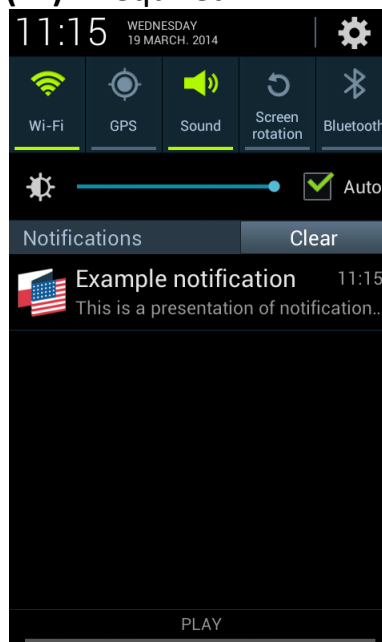 11:15 WEDNESDAY
19 MARCH. 2014
Wi-Fi GPS Sound Screen rotation Bluetooth
Auto
Notifications Clear
Example notification 11:15
This is a presentation of notification..
PLAY